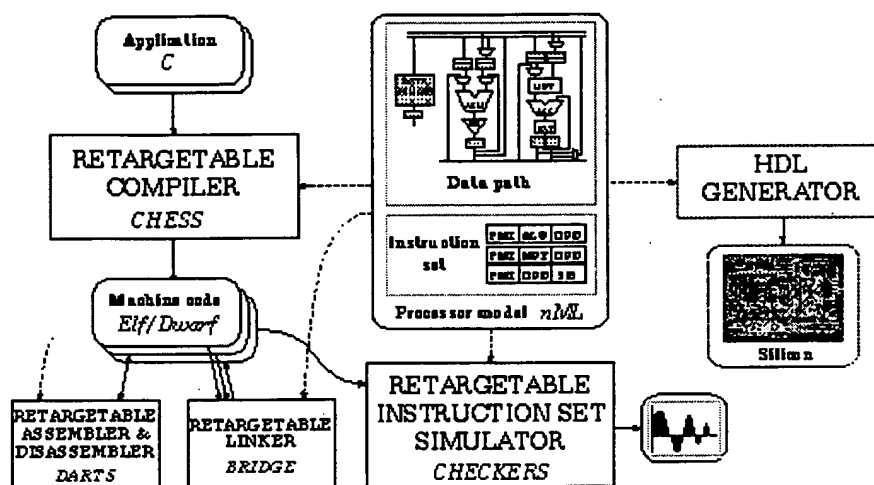 Application
C
RETARGETABLE
COMPILER
CHESS
Machine code
Elf/Dwarf
RETARGETABLE
ASSEMBLER &
DISASSEMBLER
DARTS
RETARGETABLE
LINKER
BRIDGE
Data path
Instruction
set
Processor model nML
RETARGETABLE
INSTRUCTION SET
SIMULATOR
CHECKERS
HDL
GENERATOR
Silicon